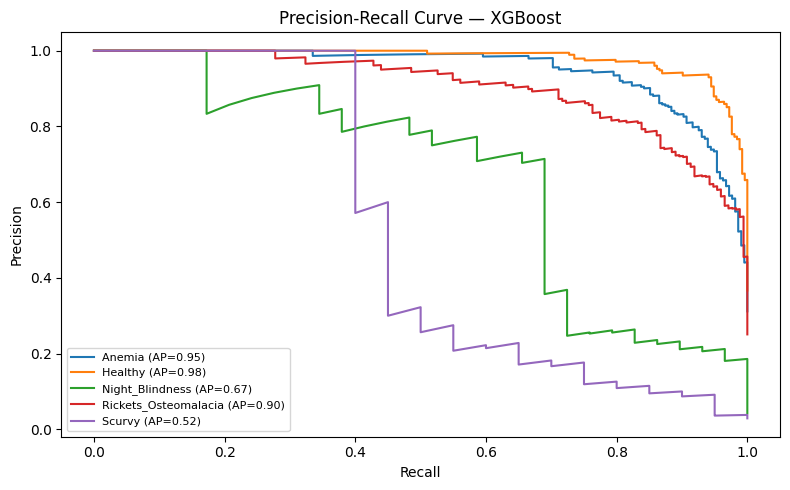 Precision-Recall Curve — XGBoost
Precision
1.0
0.8
0.6
0.4
0.2
0.0
Anemia (AP=0.95)
Healthy (AP=0.98)
Night_Blindness (AP=0.67)
Rickets_Osteomalacia (AP=0.90)
Scurvy (AP=0.52)
0.0 0.2 0.4 0.6 0.8 1.0
Recall